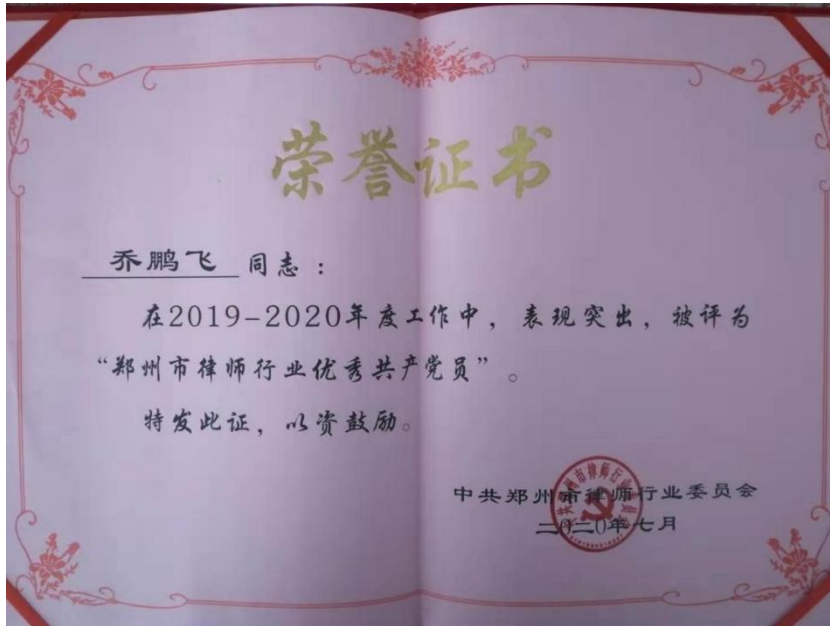 荣誉证书
乔鹏飞 同志：
在2019-2020年度工作中，表现突出，被评为
“郑州市律师行业优秀共产党员”。
特发此证，以资鼓励。
中共郑州市律师行业委员会
二〇二〇年七月